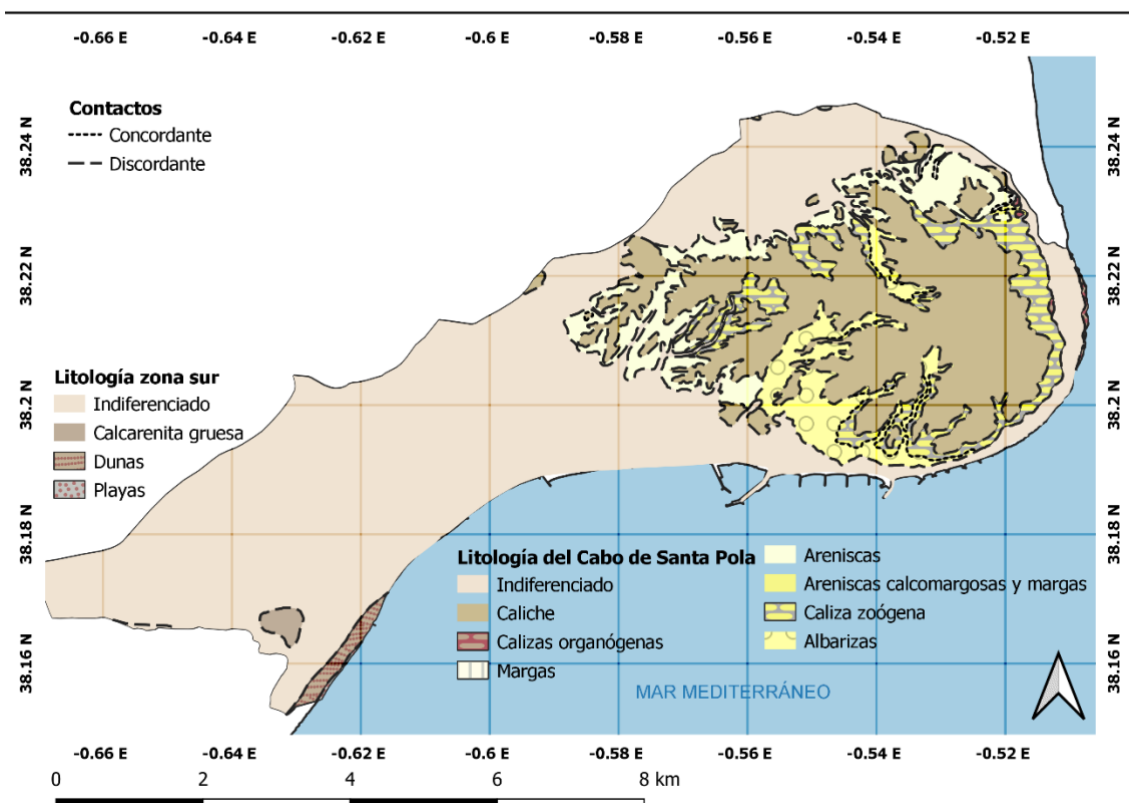 -0.66 E -0.64 E -0.62 E -0.6 E -0.58 E -0.56 E -0.54 E -0.52 E
Contactos
Concordante
Discordante
38.24 N 38.24 N
38.22 N 38.22 N
38.2 N 38.2 N
38.18 N 38.18 N
38.16 N 38.16 N
Litología zona sur
Indiferenciado
Calcarenita gruesa
Dunas
Playas
Litología del Cabo de Santa Pola
Indiferenciado
Caliche
Calizas organógenas
Margas
Areniscas
Areniscas calcomargosas y margas
Caliza zoógena
Albarizas
MAR MEDITERRÁNEO
-0.66 E -0.64 E -0.62 E -0.6 E -0.58 E -0.56 E -0.54 E -0.52 E
0 2 4 6 8 km